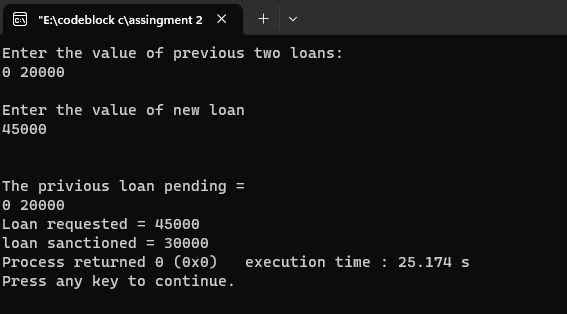 "E:\codeblock c\assingment 2
Enter the value of previous two loans:
0 20000
Enter the value of new loan
45000
The privious loan pending =
0 20000
Loan requested = 45000
loan sanctioned = 30000
Process returned 0 (0x0)   execution time : 25.174 s
Press any key to continue.